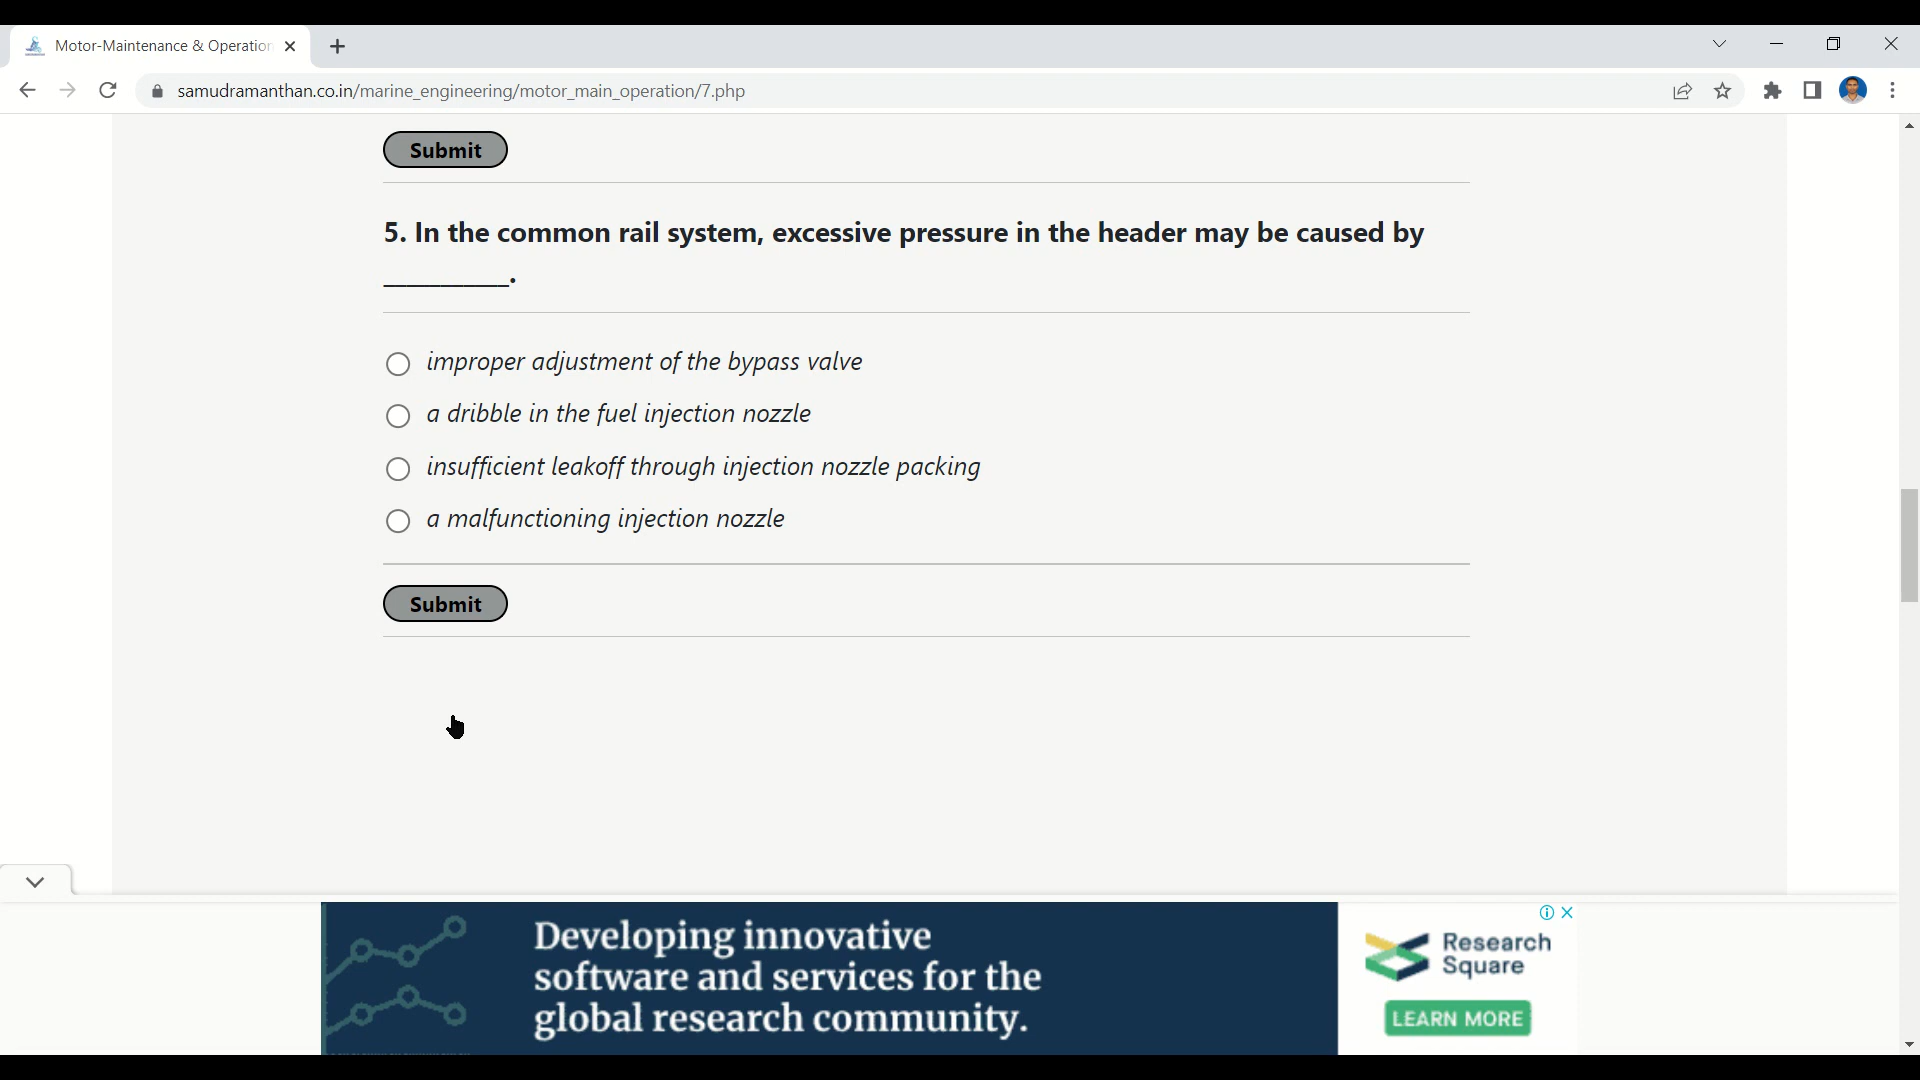 Motor-Maintenance & Operation
samudramanthan.co.in/marine_engineering/motor_main_operation/7.php
Submit
5. In the common rail system, excessive pressure in the header may be caused by
__________.
improper adjustment of the bypass valve
a dribble in the fuel injection nozzle
insufficient leakoff through injection nozzle packing
a malfunctioning injection nozzle
Submit
Developing innovative
software and services for the
global research community.
Research
Square
LEARN MORE